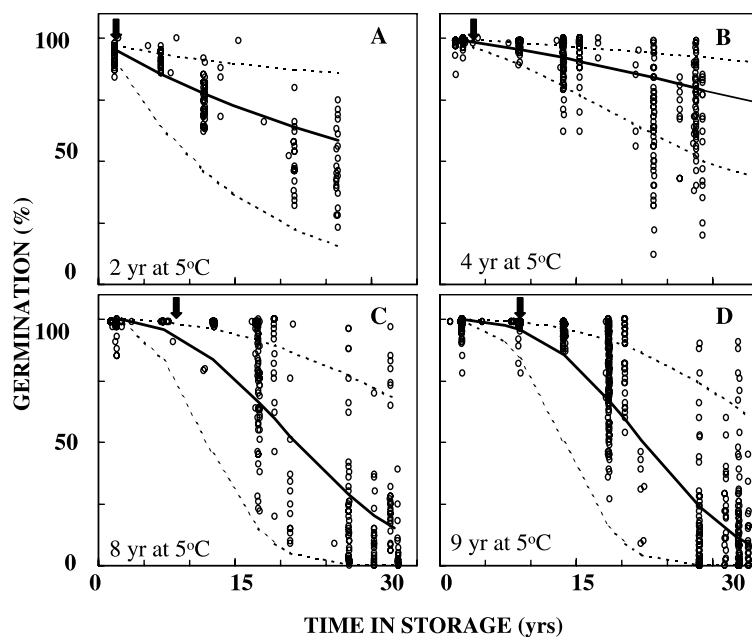 GERMINATION (%)
100
50
0
A
2 yr at 5°C
B
4 yr at 5°C
100
50
0
C
8 yr at 5°C
D
9 yr at 5°C
0 15 30
0 15 30
TIME IN STORAGE (yrs)